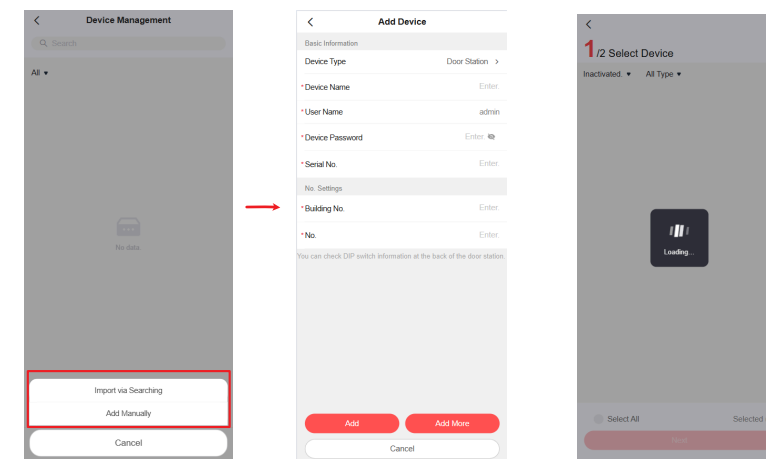 Device Management
Search
All ▾
No data
Import via Searching
Add Manually
Cancel
Add Device
Basic Information
Device Type Door Station >
*Device Name Enter.
*User Name admin
*Device Password Enter.
*Serial No. Enter.
No. Settings
*Building No. Enter.
*No. Enter.
You can check DIP switch information at the back of the door station.
Add Add More
Cancel
1/2 Select Device
Inactivated. ▾ All Type ▾
Loading...
Select All Selected